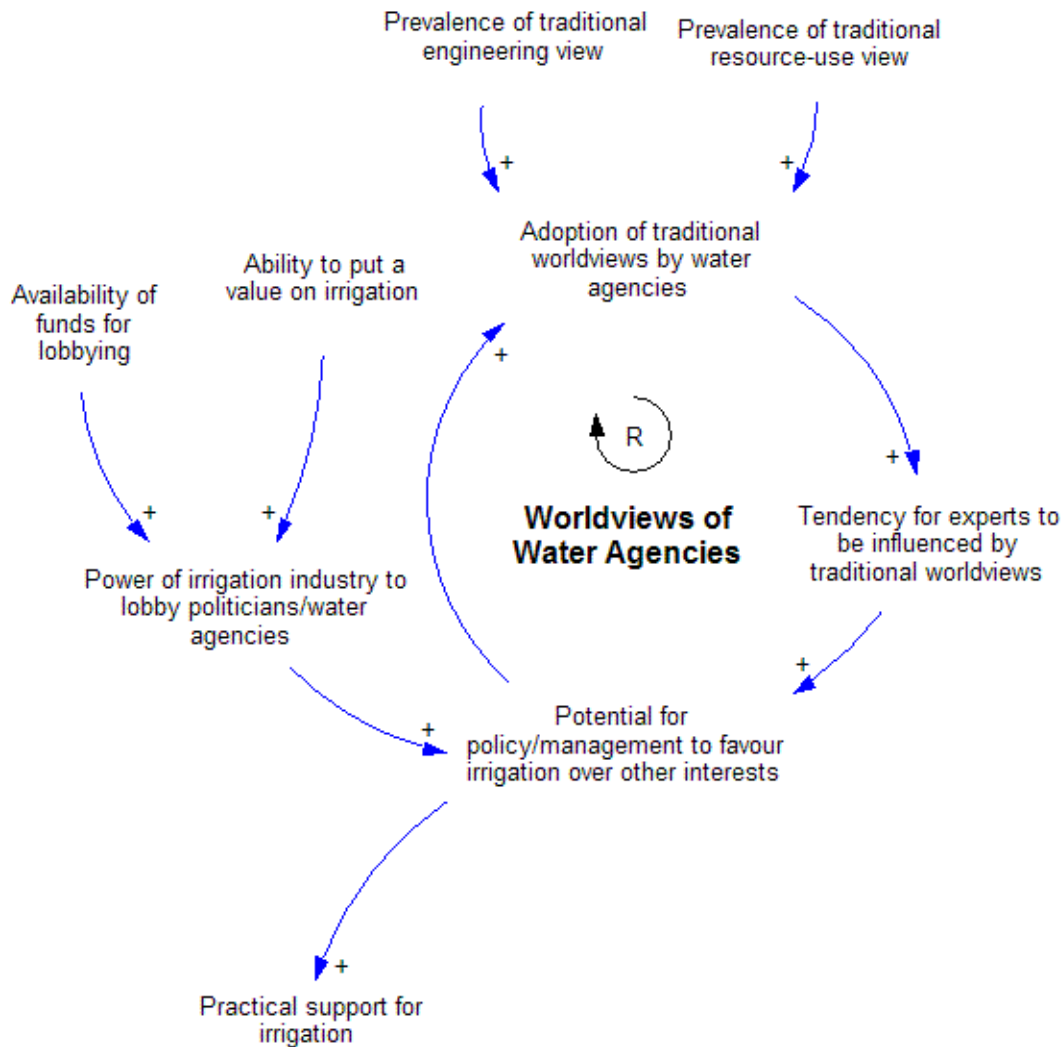 Prevalence of traditional
engineering view
Prevalence of traditional
resource-use view
+
+
Adoption of traditional
worldviews by water
agencies
Ability to put a
value on irrigation
Availability of
funds for
lobbying
+
R
+
Worldviews of
Water Agencies
+
+
Tendency for experts to
be influenced by
traditional worldviews
Power of irrigation industry to
lobby politicians/water
agencies
+
+
Potential for
policy/management to favour
irrigation over other interests
+
Practical support for
irrigation